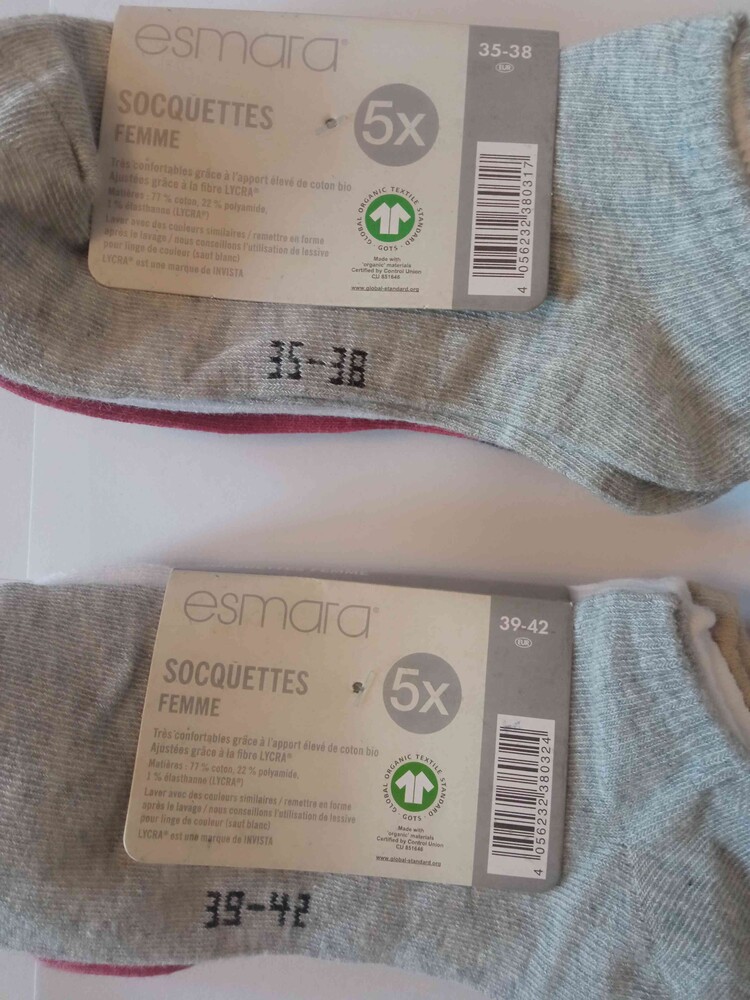 esmara®
35-38
EUR
SOCQUETTES
FEMME
5x
Très confortables grâce à l'apport élevé de coton bio
Ajustées grâce à la fibre LYCRA®
Matières : 77 % coton, 22 % polyamide,
1 % élasthanne (LYCRA®)
Laver avec des couleurs similaires / remettre en forme
après le lavage / nous conseillons l'utilisation de lessive
pour linge de couleur (sauf blanc)
LYCRA® est une marque de INVISTA
GLOBAL ORGANIC TEXTILE STANDARD
· GOTS ·
Made with
'organic' materials
Certified by Control Union
CU 851646
www.global-standard.org
4 056232 380317
35-38
esmara®
39-42
EUR
SOCQUETTES
FEMME
5x
Très confortables grâce à l'apport élevé de coton bio
Ajustées grâce à la fibre LYCRA®
Matières : 77 % coton, 22 % polyamide,
1 % élasthanne (LYCRA®)
Laver avec des couleurs similaires / remettre en forme
après le lavage / nous conseillons l'utilisation de lessive
pour linge de couleur (sauf blanc)
LYCRA® est une marque de INVISTA
GLOBAL ORGANIC TEXTILE STANDARD
· GOTS ·
Made with
'organic' materials
Certified by Control Union
CU 851646
www.global-standard.org
4 056232 380324
39-42